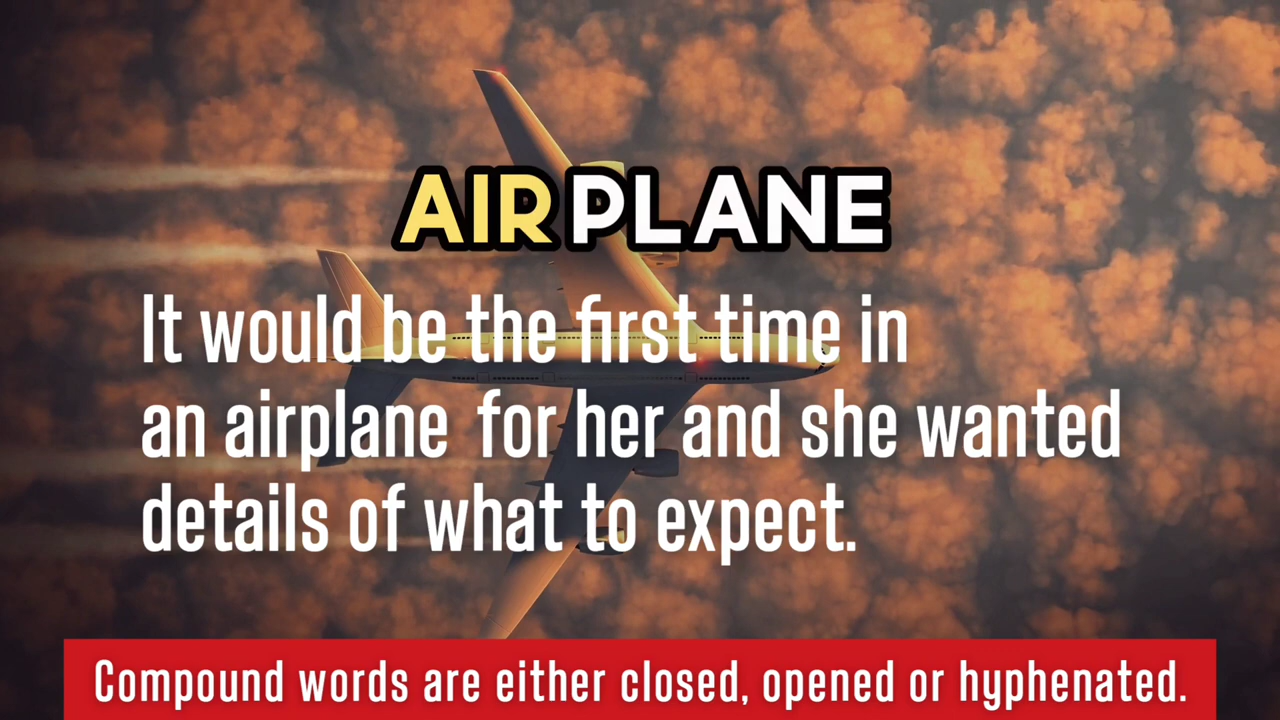 AIRPLANE
It would be the first time in
an airplane for her and she wanted
details of what to expect.
Compound words are either closed, opened or hyphenated.